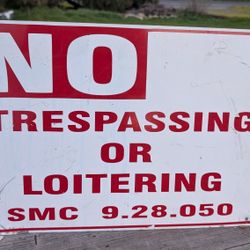 NO
TRESPASSING
OR
LOITERING
SMC 9.28.050